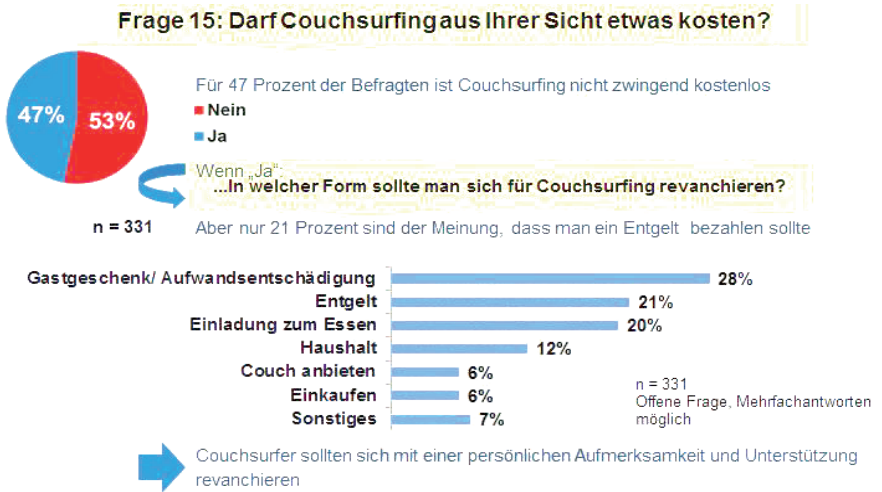 Frage 15: Darf Couchsurfing aus Ihrer Sicht etwas kosten?
Für 47 Prozent der Befragten ist Couchsurfing nicht zwingend kostenlos
47%
53%
Nein
Ja
Wenn „Ja“:
...In welcher Form sollte man sich für Couchsurfing revanchieren?
n = 331
Aber nur 21 Prozent sind der Meinung, dass man ein Entgelt bezahlen sollte
Gastgeschenk/ Aufwandsentschädigung 28%
Entgelt 21%
Einladung zum Essen 20%
Haushalt 12%
Couch anbieten 6%
Einkaufen 6%
Sonstiges 7%
n = 331
Offene Frage, Mehrfachantworten
möglich
Couchsurfer sollten sich mit einer persönlichen Aufmerksamkeit und Unterstützung
revanchieren